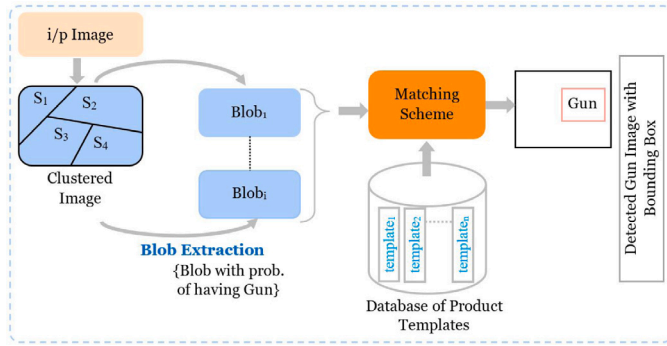 i/p Image
S1
S2
S3
S4
Clustered
Image
Blob1
Blobi
Blob Extraction
{Blob with prob.
of having Gun}
Matching
Scheme
template1
template2
templaten
Database of Product
Templates
Gun
Detected Gun Image with
Bounding Box